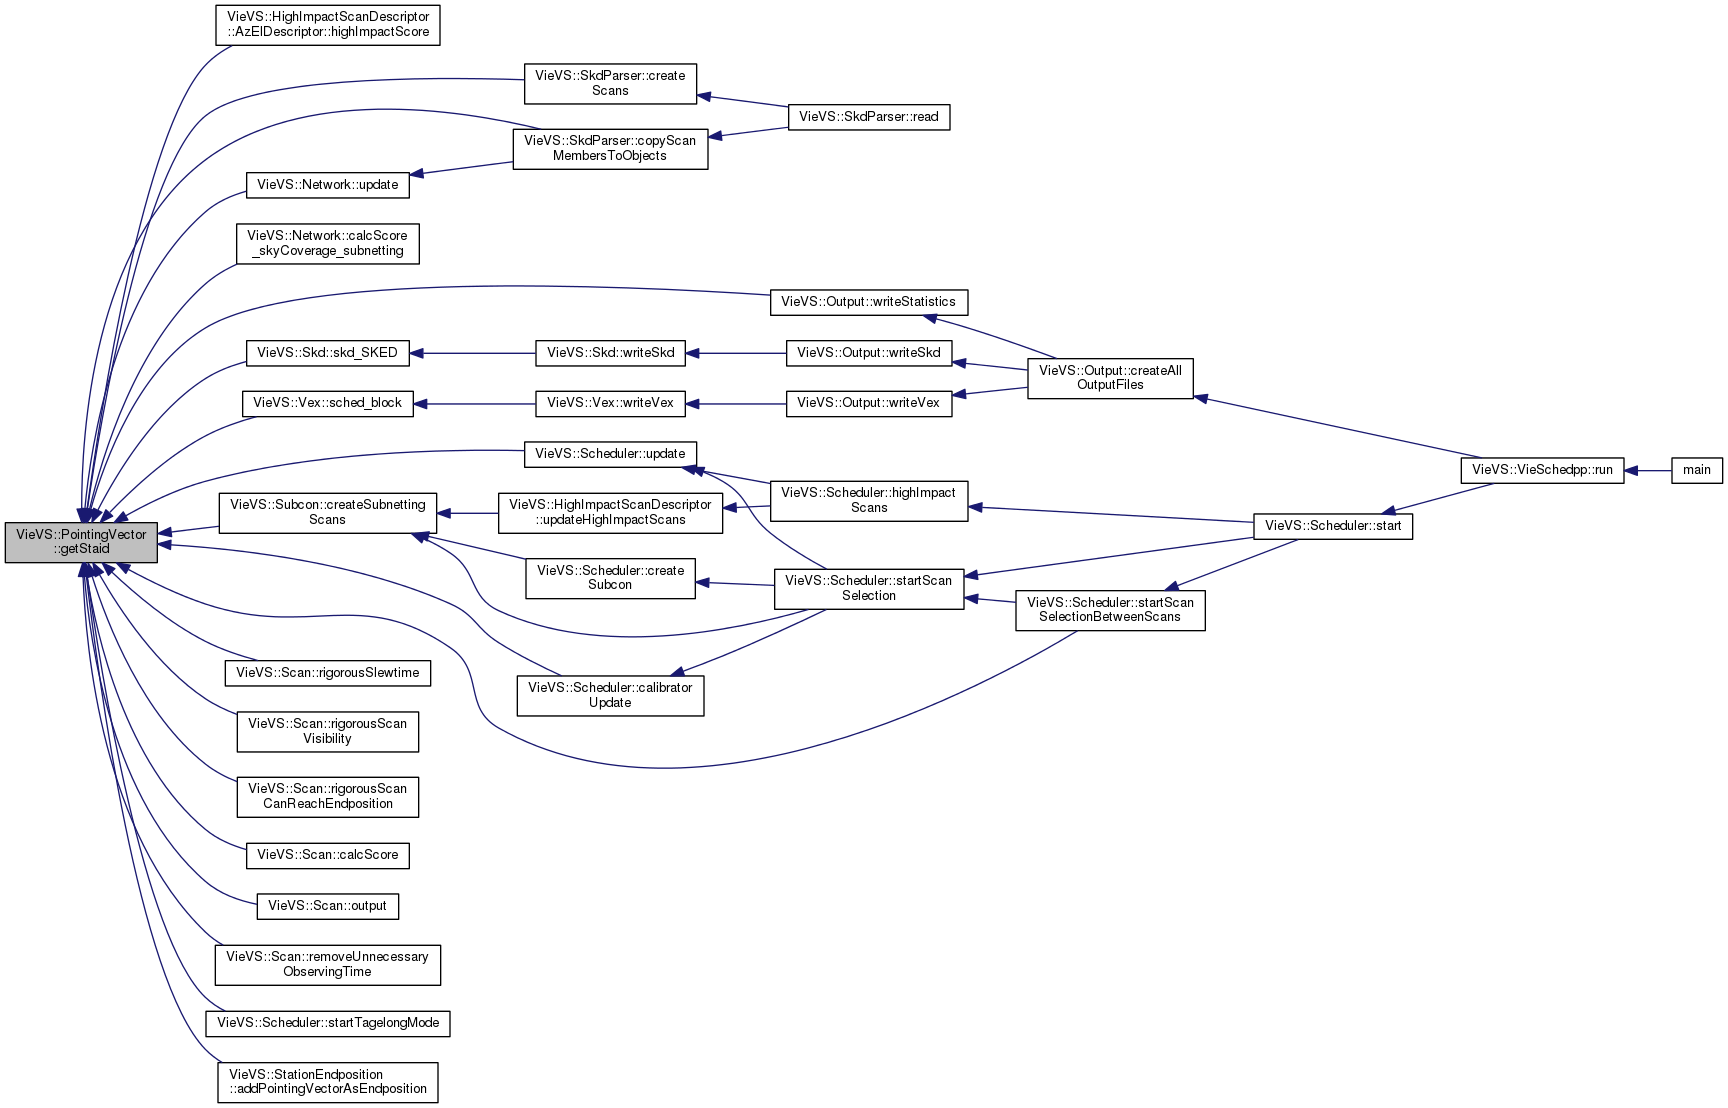 VieVS::HighImpactScanDescriptor
::AzElDescriptor::highImpactScore
VieVS::SkdParser::create
Scans
VieVS::SkdParser::read
VieVS::SkdParser::copyScan
MembersToObjects
VieVS::Network::update
VieVS::Network::calcScore
_skyCoverage_subnetting
VieVS::Output::writeStatistics
VieVS::Skd::skd_SKED
VieVS::Skd::writeSkd
VieVS::Output::writeSkd
VieVS::Output::createAll
OutputFiles
VieVS::Vex::sched_block
VieVS::Vex::writeVex
VieVS::Output::writeVex
VieVS::Scheduler::update
VieVS::VieSchedpp::run
main
VieVS::Scheduler::highImpact
Scans
VieVS::Subcon::createSubnetting
Scans
VieVS::HighImpactScanDescriptor
::updateHighImpactScans
VieVS::Scheduler::start
VieVS::PointingVector
::getStaid
VieVS::Scheduler::create
Subcon
VieVS::Scheduler::startScan
Selection
VieVS::Scheduler::startScan
SelectionBetweenScans
VieVS::Scan::rigorousSlewtime
VieVS::Scheduler::calibrator
Update
VieVS::Scan::rigorousScan
Visibility
VieVS::Scan::rigorousScan
CanReachEndposition
VieVS::Scan::calcScore
VieVS::Scan::output
VieVS::Scan::removeUnnecessary
ObservingTime
VieVS::Scheduler::startTagelongMode
VieVS::StationEndposition
::addPointingVectorAsEndposition